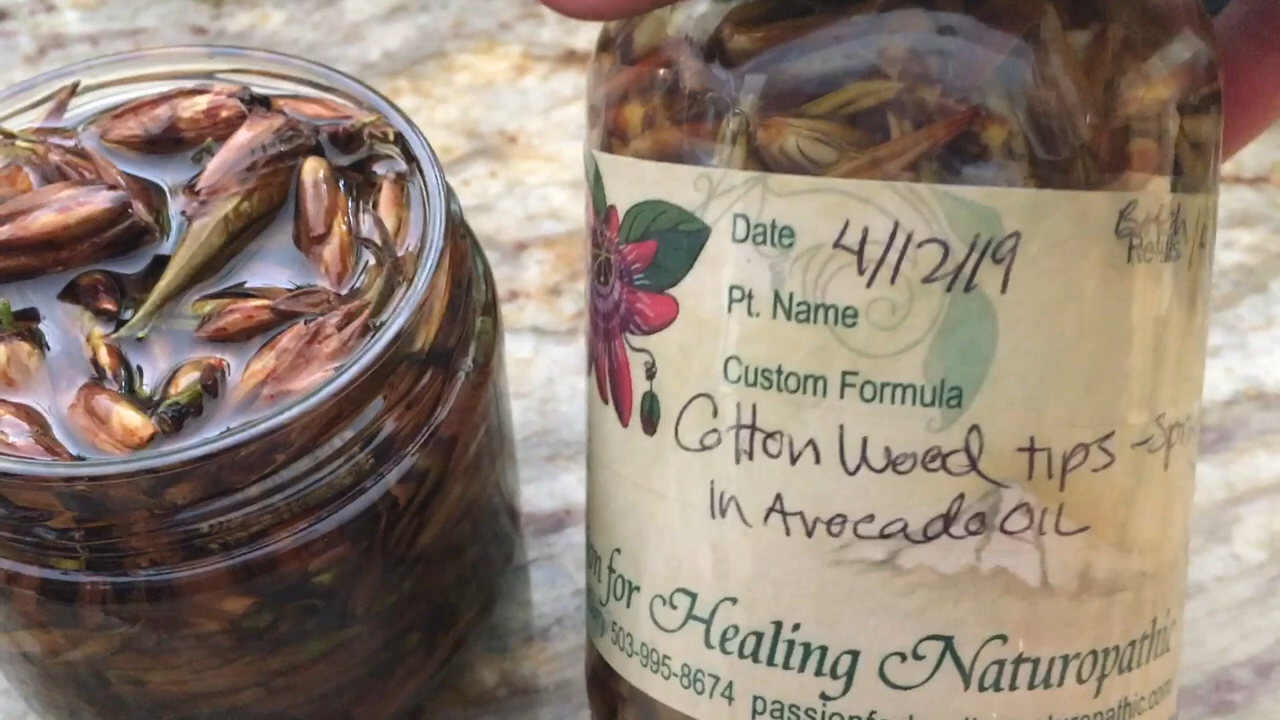 Date 4/12/19
Pt. Name
Custom Formula
Cotton Wood tips
in Avocado OIL
for Healing Naturopathic
503-995-8674